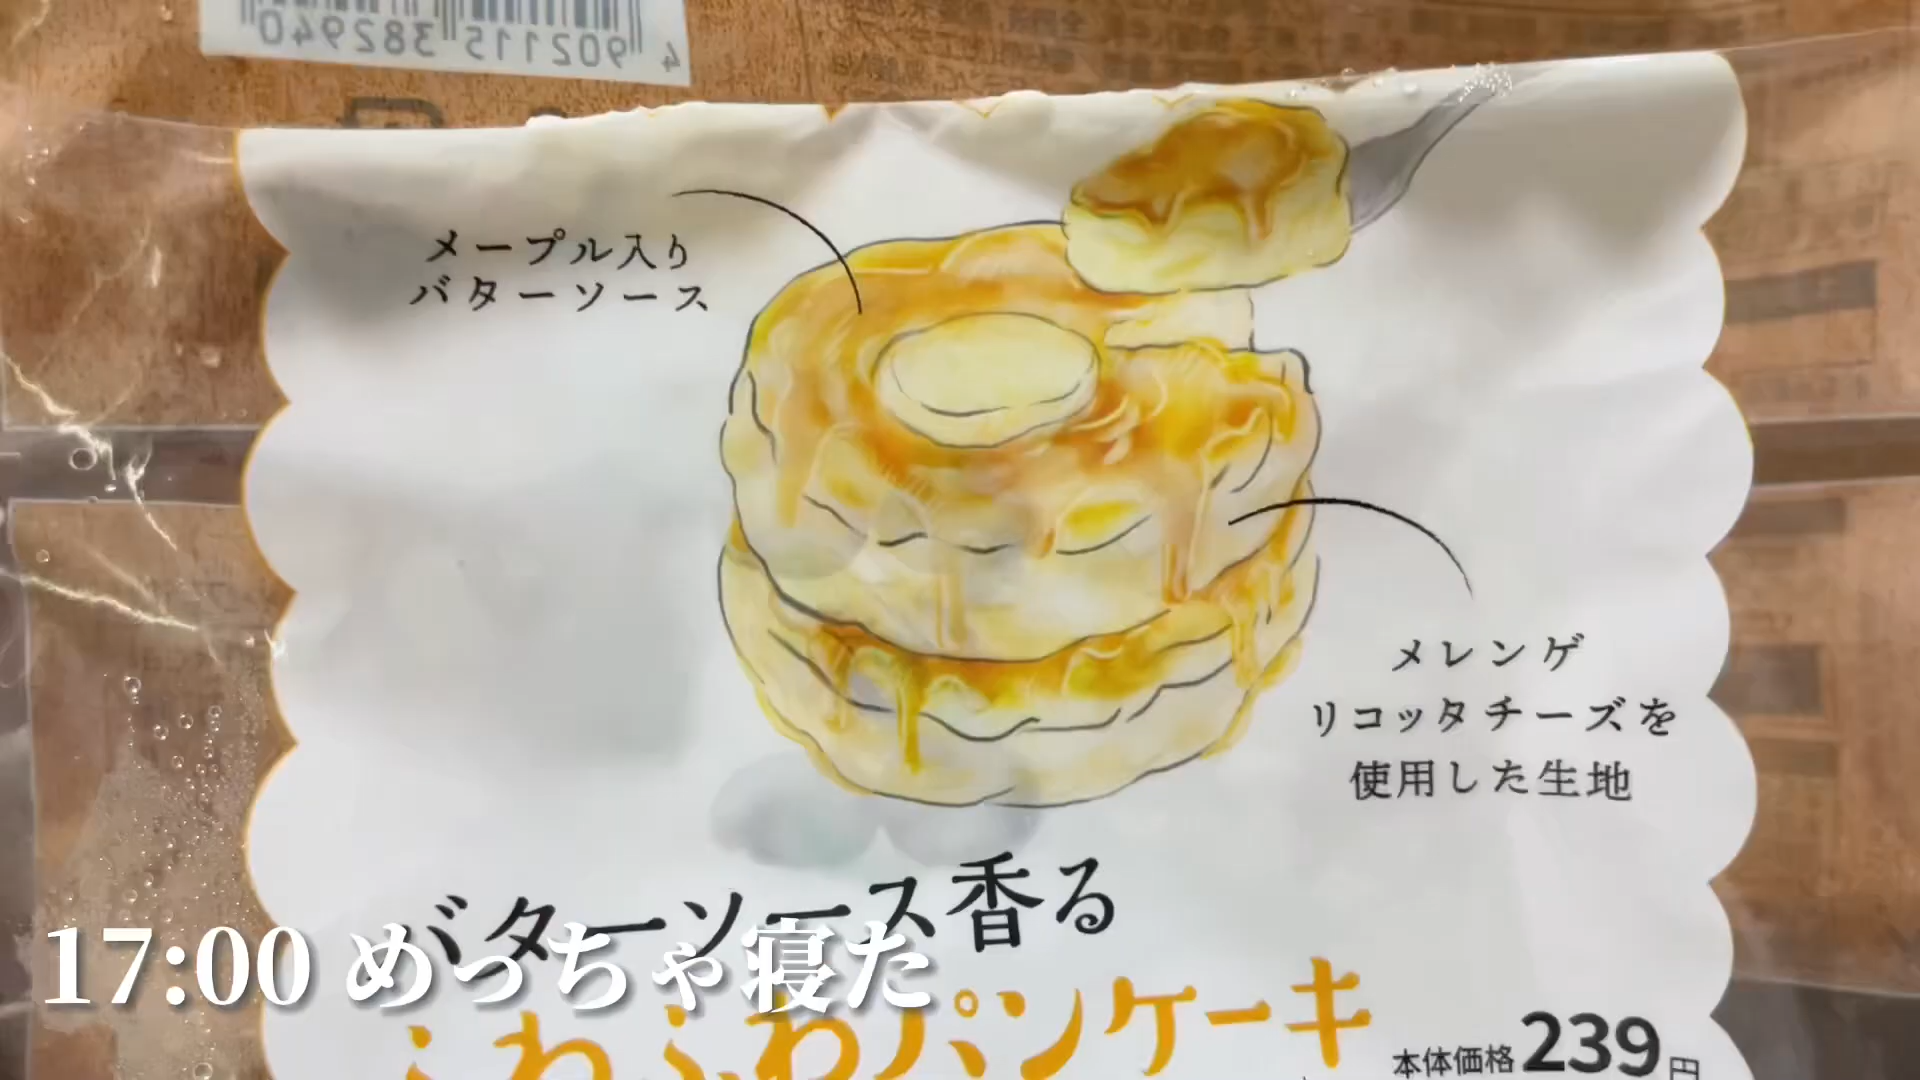 4902115382940
メープル入り
バターソース
メレンゲ
リコッタチーズを
使用した生地
バターソース香る
17:00 めっちゃ寝た
ふわふわパンケーキ
本体価格239円